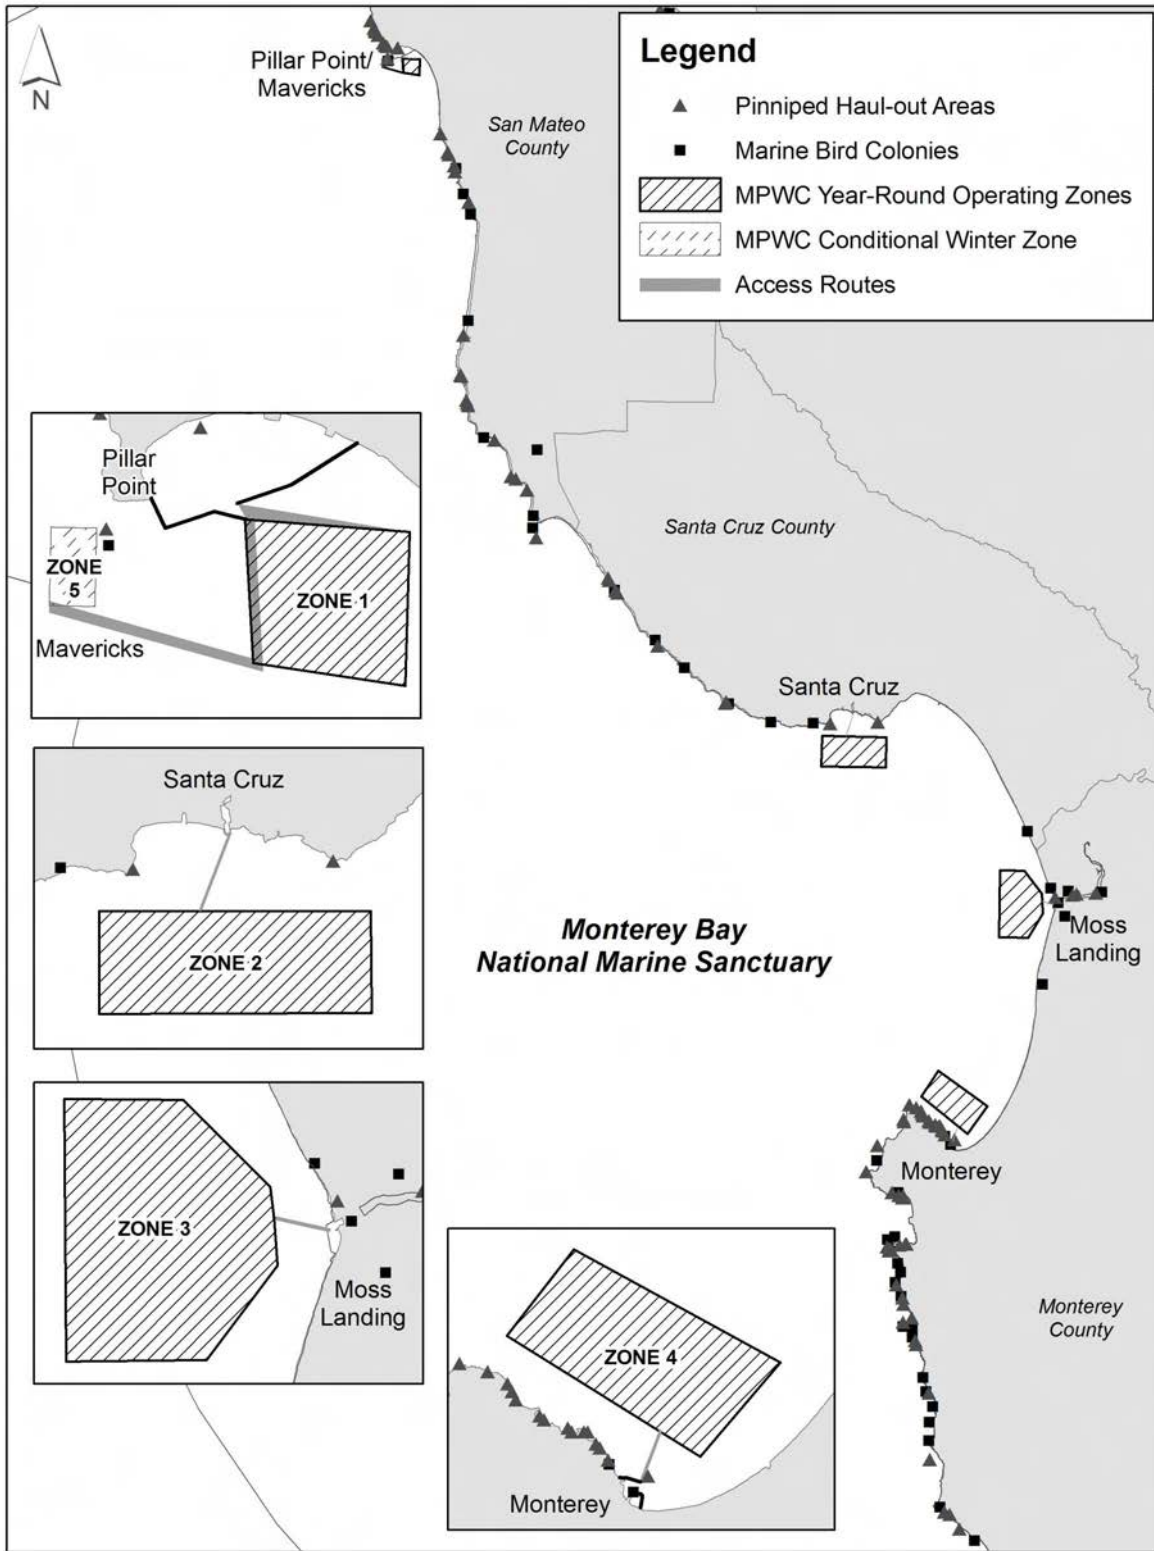 N
Pillar Point/
Mavericks
San Mateo
County
Legend
Pinniped Haul-out Areas
Marine Bird Colonies
MPWC Year-Round Operating Zones
MPWC Conditional Winter Zone
Access Routes
Pillar
Point
ZONE
5
ZONE 1
Mavericks
Santa Cruz County
Santa Cruz
Santa Cruz
ZONE 2
Monterey Bay
National Marine Sanctuary
Moss
Landing
ZONE 3
Moss
Landing
Monterey
ZONE 4
Monterey
Monterey
County